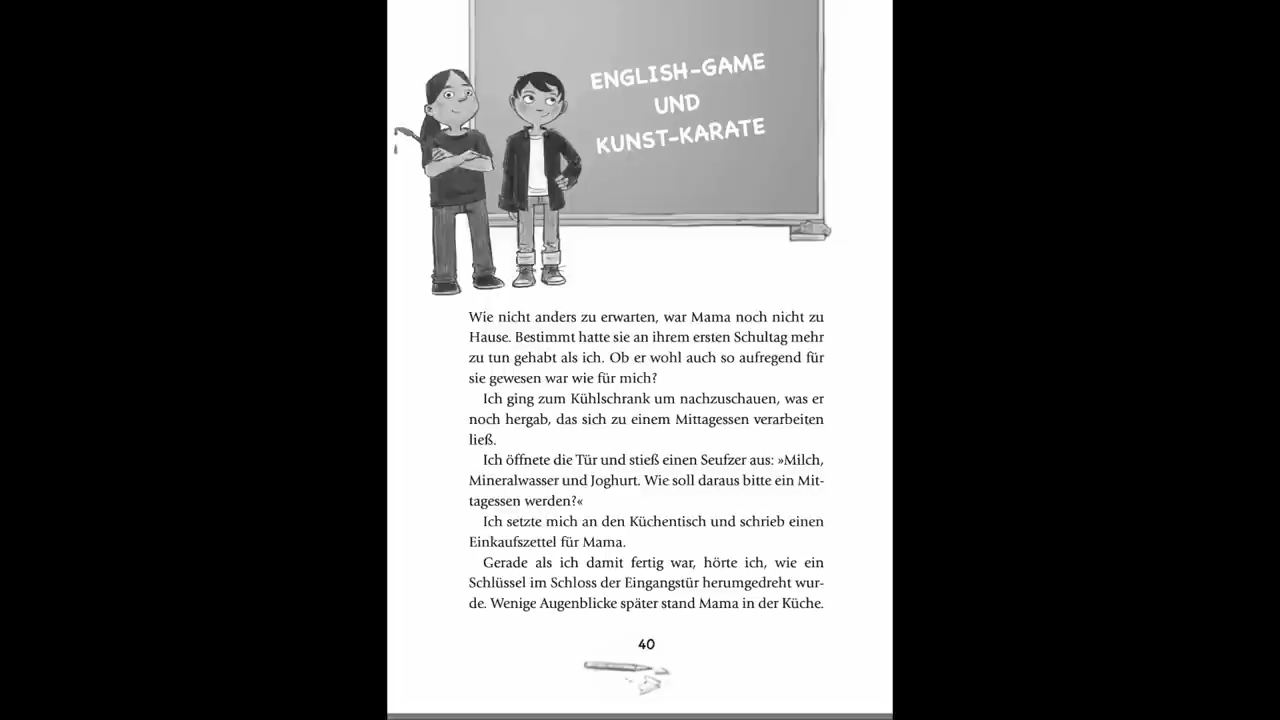 ENGLISH-GAME
UND
KUNST-KARATE
Wie nicht anders zu erwarten, war Mama noch nicht zu
Hause. Bestimmt hatte sie an ihrem ersten Schultag mehr
zu tun gehabt als ich. Ob er wohl auch so aufregend für
sie gewesen war wie für mich?
Ich ging zum Kühlschrank um nachzuschauen, was er
noch hergab, das sich zu einem Mittagessen verarbeiten
ließ.
Ich öffnete die Tür und stieß einen Seufzer aus: »Milch,
Mineralwasser und Joghurt. Wie soll daraus bitte ein Mit-
tagessen werden?«
Ich setzte mich an den Küchentisch und schrieb einen
Einkaufszettel für Mama.
Gerade als ich damit fertig war, hörte ich, wie ein
Schlüssel im Schloss der Eingangstür herumgedreht wur-
de. Wenige Augenblicke später stand Mama in der Küche.
40